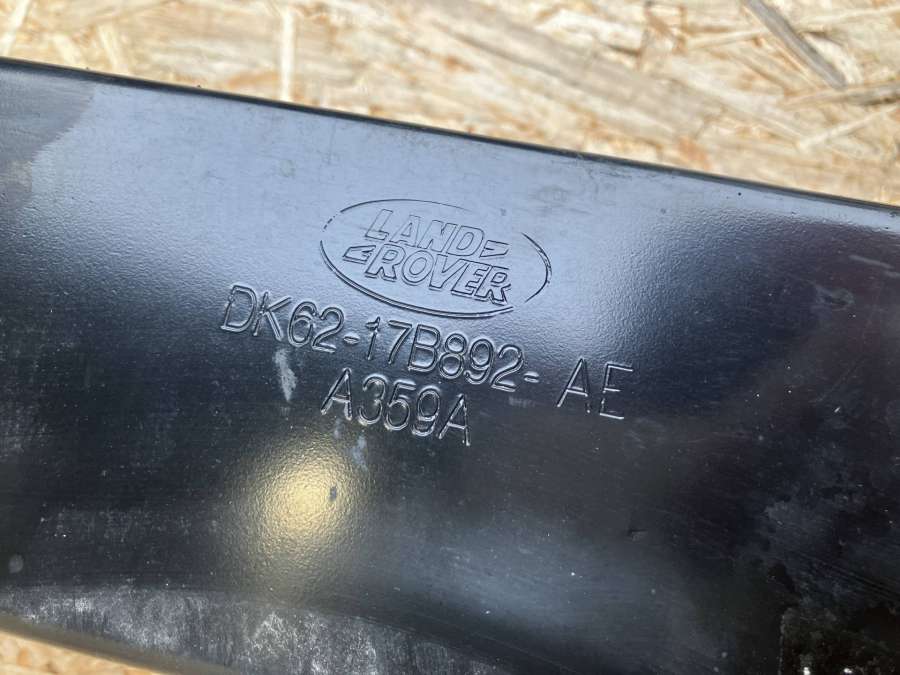 LAND
ROVER
DK62-17B892- AE
A359A